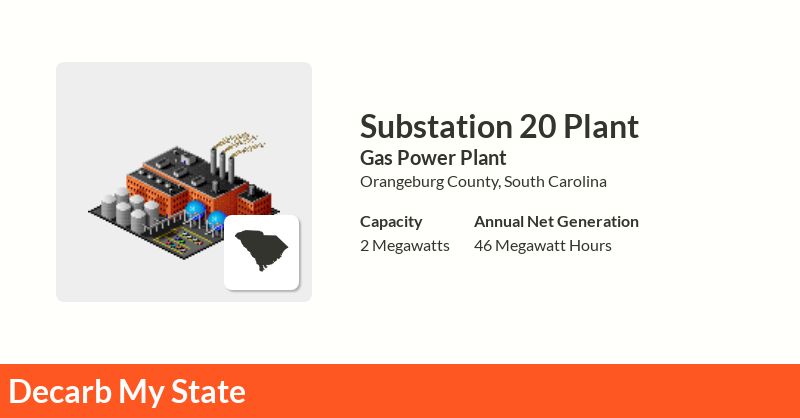 Substation 20 Plant
Gas Power Plant
Orangeburg County, South Carolina
Capacity
2 Megawatts
Annual Net Generation
46 Megawatt Hours
Decarb My State